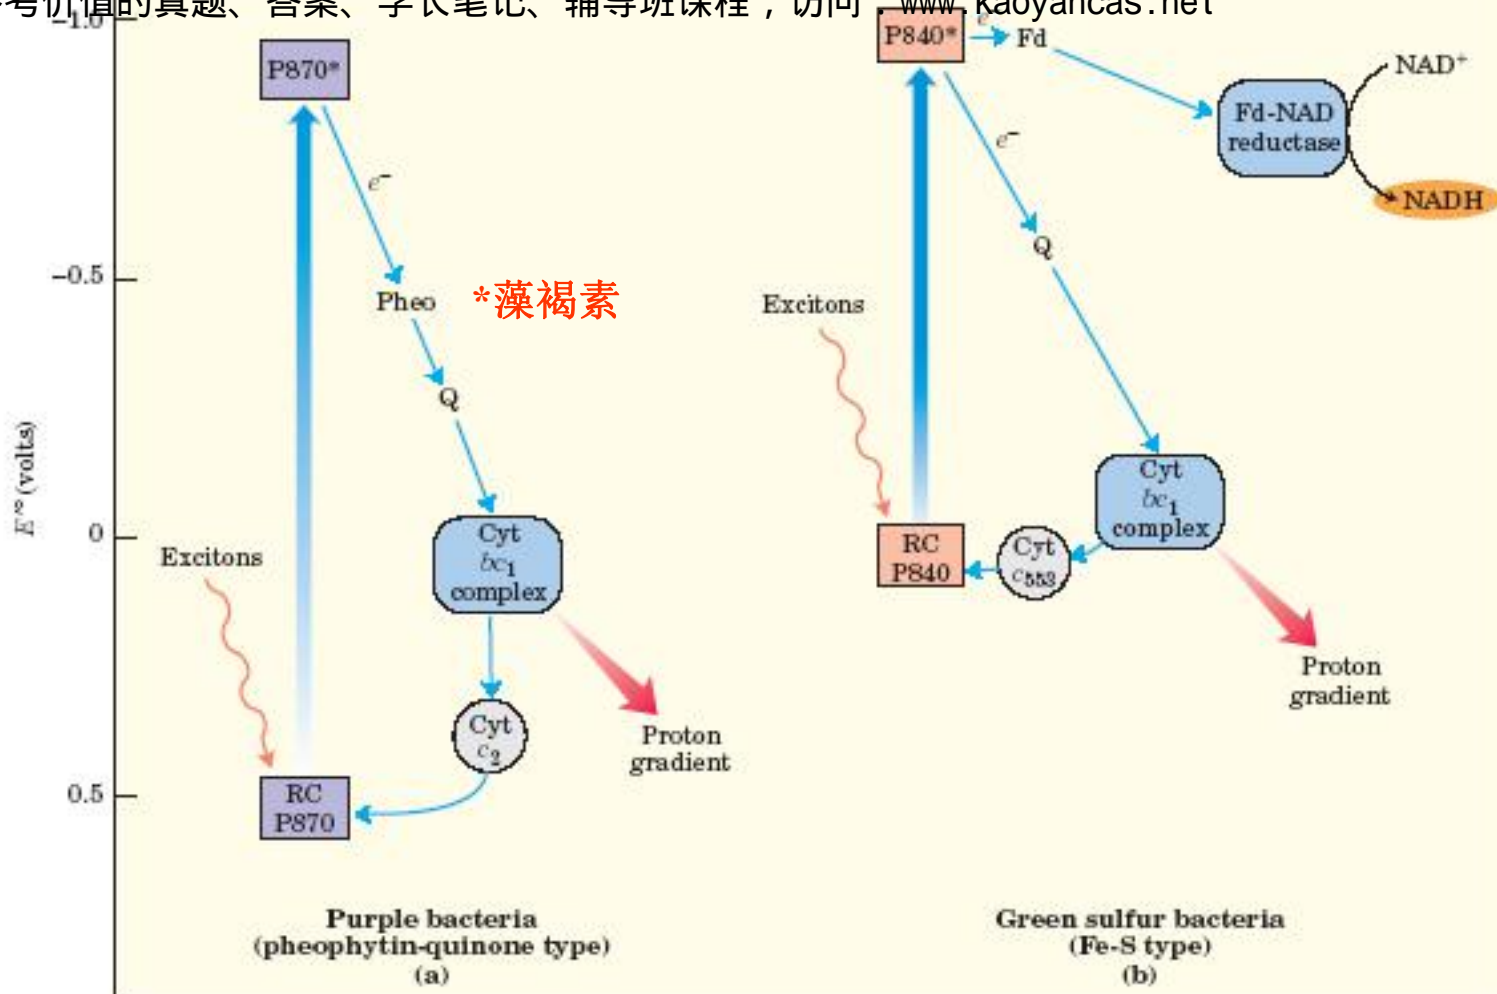 考价值的真题、答案、学长笔记、辅导班课程，访问：www.kaoyancas.net
-1.0
P870*
e⁻
Pheo
*藻褐素
Q
-0.5
0
0.5
E′° (volts)
Excitons
Cyt
bc₁
complex
Cyt
c₂
Proton
gradient
RC
P870
Purple bacteria
(pheophytin-quinone type)
(a)
P840*
e⁻
Fd
Fd-NAD
reductase
NAD⁺
NADH
e⁻
Q
Excitons
Cyt
bc₁
complex
Cyt
c₅₅₃
RC
P840
Proton
gradient
Green sulfur bacteria
(Fe-S type)
(b)